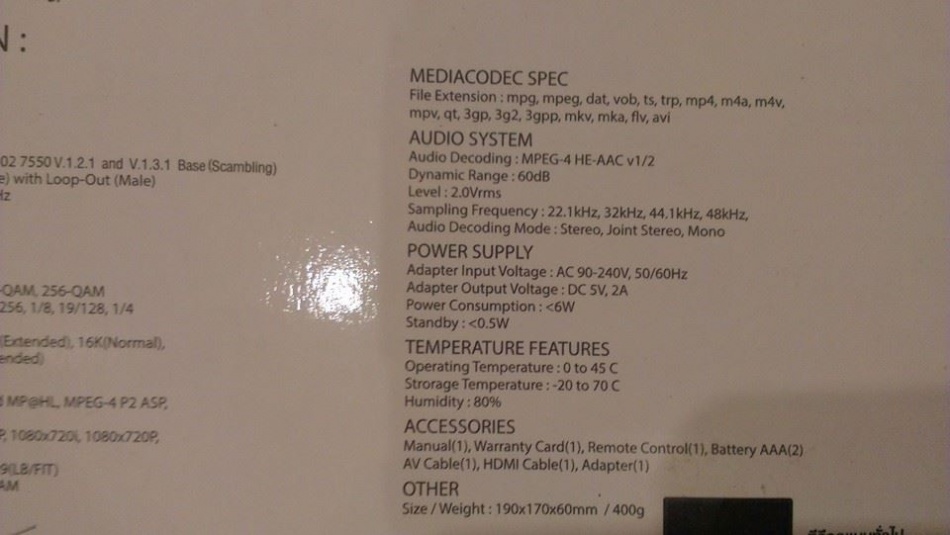 N :
02 7550 V.1.2.1 and V.1.3.1 Base (Scambling)
e) with Loop-Out (Male)
Hz
-QAM, 256-QAM
256, 1/8, 19/128, 1/4
(Extended), 16K(Normal),
ended)
MP@HL, MPEG-4 P2 ASP,
P, 1080x720i, 1080x720P,
9(LB/FIT)
AM
MEDIACODEC SPEC
File Extension : mpg, mpeg, dat, vob, ts, trp, mp4, m4a, m4v,
mpv, qt, 3gp, 3g2, 3gpp, mkv, mka, flv, avi
AUDIO SYSTEM
Audio Decoding : MPEG-4 HE-AAC v1/2
Dynamic Range : 60dB
Level : 2.0Vrms
Sampling Frequency : 22.1kHz, 32kHz, 44.1kHz, 48kHz,
Audio Decoding Mode : Stereo, Joint Stereo, Mono
POWER SUPPLY
Adapter Input Voltage : AC 90-240V, 50/60Hz
Adapter Output Voltage : DC 5V, 2A
Power Consumption : <6W
Standby : <0.5W
TEMPERATURE FEATURES
Operating Temperature : 0 to 45 C
Strorage Temperature : -20 to 70 C
Humidity : 80%
ACCESSORIES
Manual(1), Warranty Card(1), Remote Control(1), Battery AAA(2)
AV Cable(1), HDMI Cable(1), Adapter(1)
OTHER
Size / Weight : 190x170x60mm / 400g